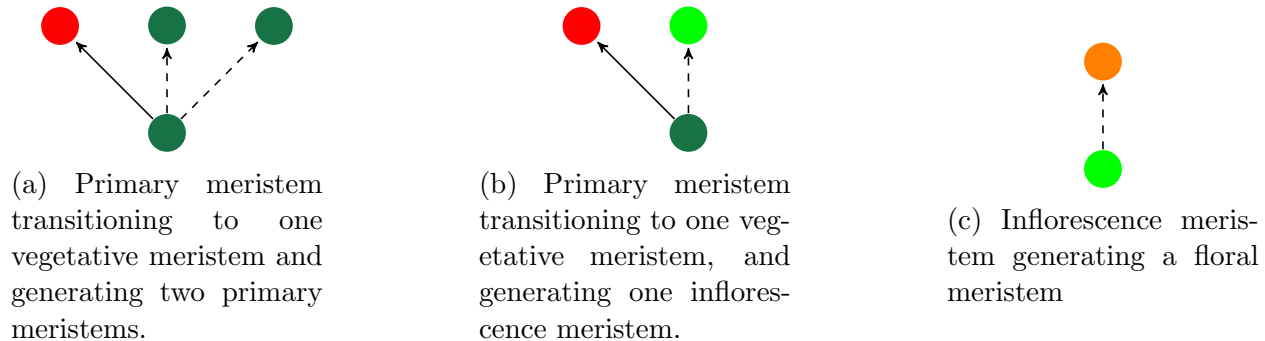 (a) Primary meristem
transitioning to one
vegetative meristem and
generating two primary
meristems.
(b) Primary meristem
transitioning to one veg-
etative meristem, and
generating one inflores-
cence meristem.
(c) Inflorescence meris-
tem generating a floral
meristem